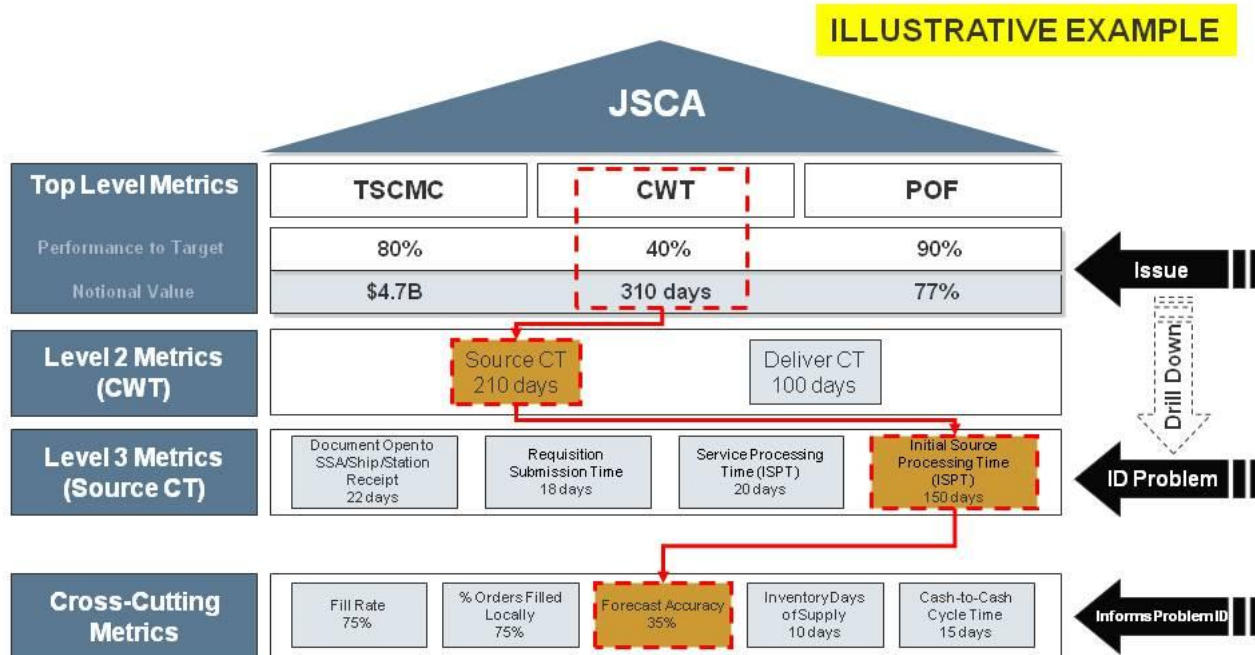 ILLUSTRATIVE EXAMPLE
JSCA
Top Level Metrics
TSCMC
CWT
POF
Performance to Target
80%
40%
90%
Notional Value
$4.7B
310 days
77%
Issue
Drill Down
Level 2 Metrics
(CWT)
Source CT
210 days
Deliver CT
100 days
Level 3 Metrics
(Source CT)
Document Open to
SSA/Ship/Station
Receipt
22 days
Requisition
Submission Time
18 days
Service Processing
Time (ISPT)
20 days
Initial Source
Processing Time
(ISPT)
150 days
ID Problem
Cross-Cutting
Metrics
Fill Rate
75%
% Orders Filled
Locally
75%
Forecast Accuracy
35%
Inventory Days
of Supply
10 days
Cash-to-Cash
Cycle Time
15 days
Informs Problem ID